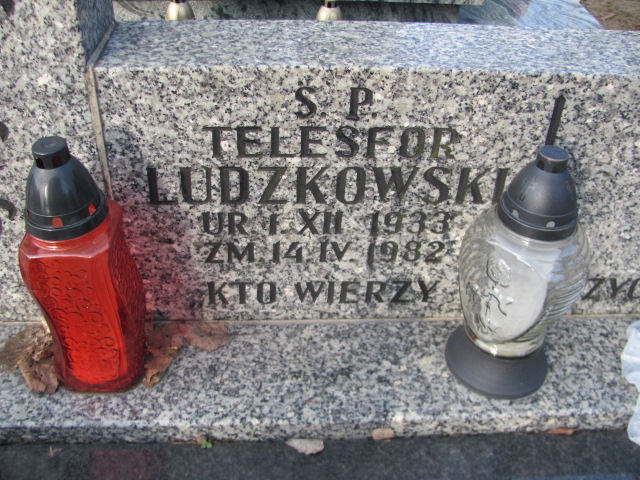 Ś. P.
TELESFOR
LUDZKOWSKI
UR. 1. XII. 1933
ZM. 14. IV. 1982
"KTO WIERZY